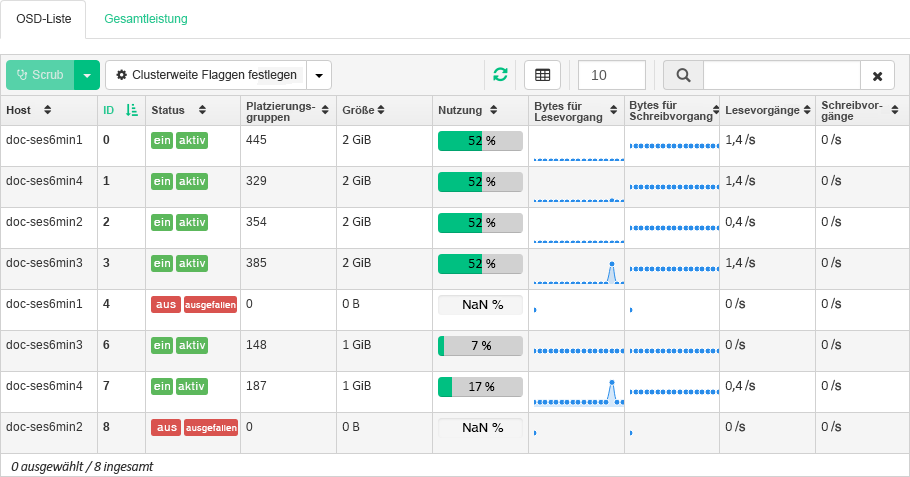 OSD-Liste Gesamtleistung
Scrub Clusterweite Flaggen festlegen 10
Host ID Status Platzierungs- Größe Nutzung Bytes für Bytes für Lesevorgänge Schreibvor-
gruppen Lesevorgang Schreibvorgang gänge
doc-ses6min1 0 ein aktiv 445 2 GiB 52 % 1,4 /s 0 /s
doc-ses6min4 1 ein aktiv 329 2 GiB 52 % 1,4 /s 0 /s
doc-ses6min2 2 ein aktiv 354 2 GiB 52 % 0,4 /s 0 /s
doc-ses6min3 3 ein aktiv 385 2 GiB 52 % 1,4 /s 0 /s
doc-ses6min1 4 aus ausgefallen 0 0 B NaN % 0 /s 0 /s
doc-ses6min3 6 ein aktiv 148 1 GiB 7 % 0 /s 0 /s
doc-ses6min4 7 ein aktiv 187 1 GiB 17 % 0,4 /s 0 /s
doc-ses6min2 8 aus ausgefallen 0 0 B NaN % 0 /s 0 /s
0 ausgewählt / 8 ingesamt